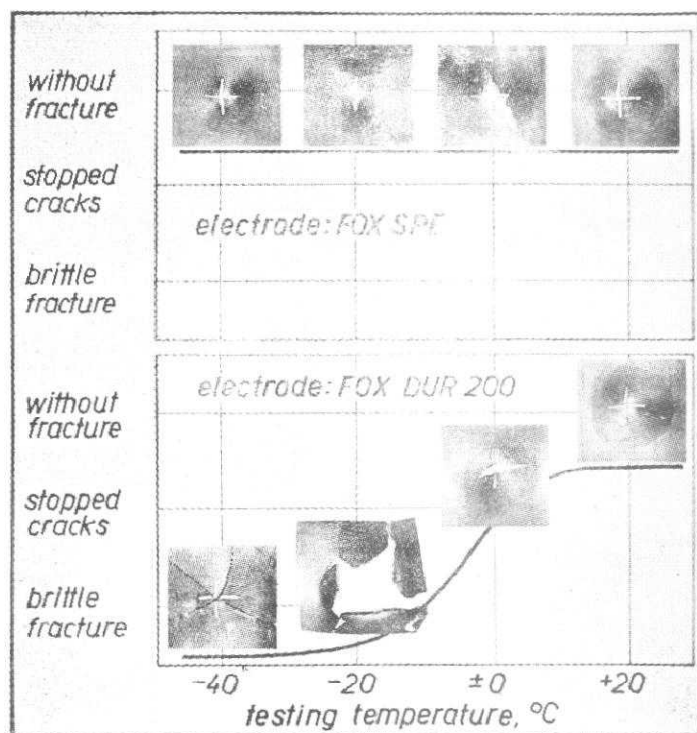 without
fracture
stopped
cracks
electrode: FOX SPE
brittle
fracture
electrode: FOX DUR 200
without
fracture
stopped
cracks
brittle
fracture
-40
-20
±0
+20
testing temperature, °C